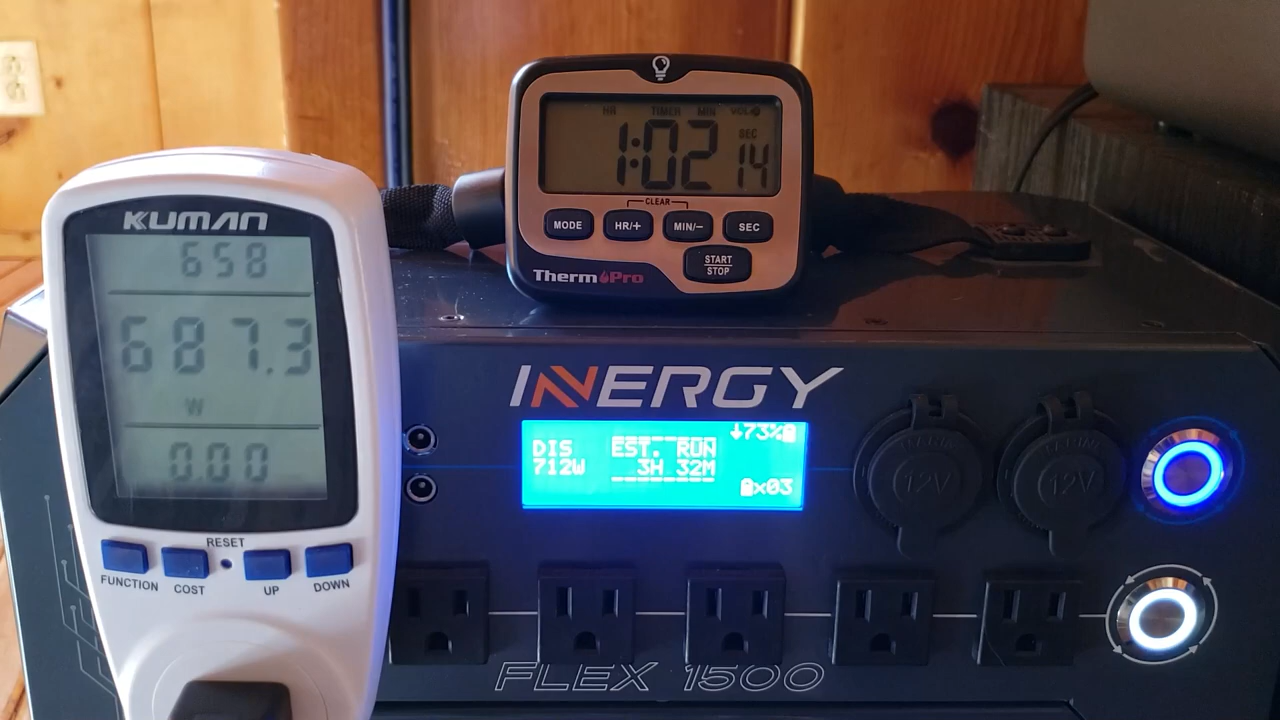 HR TIMER MIN
1:02 SEC 14
MODE
HR/+
CLEAR
MIN/−
SEC
START
STOP
ThermPro
KUMAN
658
687.3
W
0.00
RESET
FUNCTION
COST
UP
DOWN
INERGY
↓73%
DIS EST. RUN
712W 3H 32M
x03
12V
12V
FLEX 1500